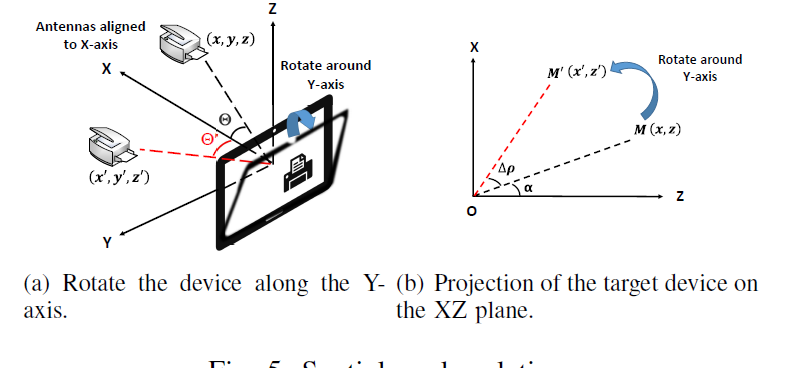 Z
Antennas aligned
to X-axis
(x, y, z)
X
Rotate around
Y-axis
Θ
Θ'
(x', y', z')
Y
X
M' (x', z')
Rotate around
Y-axis
M (x, z)
Δρ
α
Z
O
(a) Rotate the device along the Y-
axis.
(b) Projection of the target device on
the XZ plane.